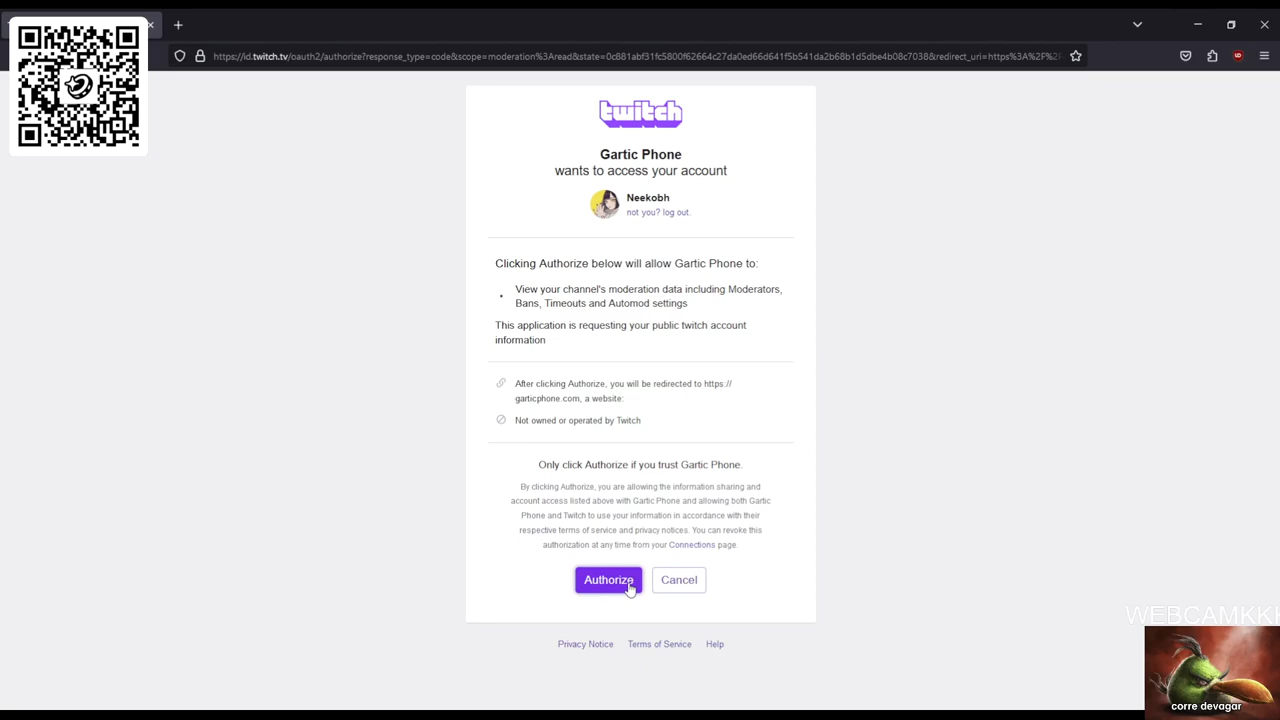 https://id.twitch.tv/oauth2/authorize?response_type=code&scope=moderation%3Aread&state=
twitch
Gartic Phone
wants to access your account
Neekobh
not you? log out.
Clicking Authorize below will allow Gartic Phone to:
View your channel's moderation data including Moderators,
Bans, Timeouts and Automod settings
This application is requesting your public twitch account
information
After clicking Authorize, you will be redirected to https://
garticphone.com, a website:
Not owned or operated by Twitch
Only click Authorize if you trust Gartic Phone.
By clicking Authorize, you are allowing the information sharing and
account access listed above with Gartic Phone and allowing both Gartic
Phone and Twitch to use your information in accordance with their
respective terms of service and privacy notices. You can revoke this
authorization at any time from your Connections page.
Authorize Cancel
Privacy Notice Terms of Service Help
WEBCAMKKH
corre devagar